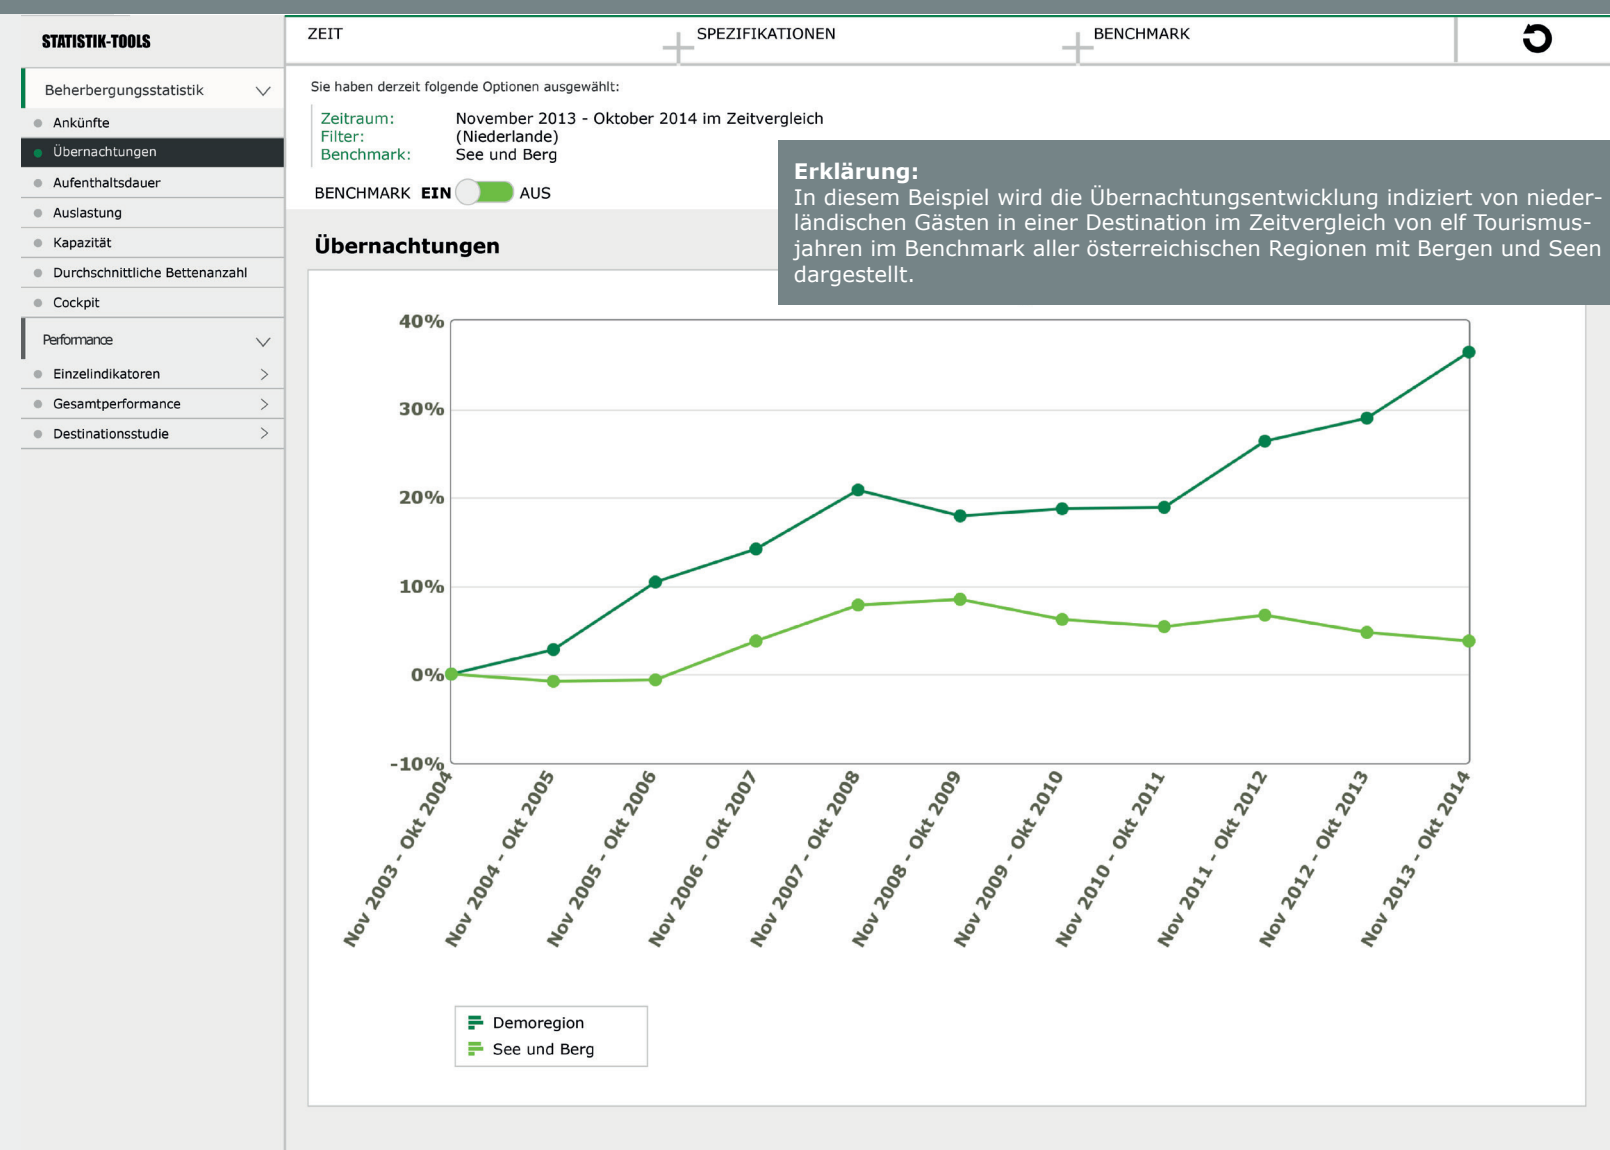 STATISTIK-TOOLS
Beherbergungsstatistik
Ankünfte
Übernachtungen
Aufenthaltsdauer
Auslastung
Kapazität
Durchschnittliche Bettenanzahl
Cockpit
Performance
Einzelindikatoren
Gesamtperformance
Destinationsstudie
ZEIT
SPEZIFIKATIONEN
BENCHMARK
Sie haben derzeit folgende Optionen ausgewählt:
Zeitraum: November 2013 - Oktober 2014 im Zeitvergleich
Filter: (Niederlande)
Benchmark: See und Berg
BENCHMARK EIN AUS
Erklärung:
In diesem Beispiel wird die Übernachtungsentwicklung indiziert von nieder-
ländischen Gästen in einer Destination im Zeitvergleich von elf Tourismus-
jahren im Benchmark aller österreichischen Regionen mit Bergen und Seen
dargestellt.
Übernachtungen
40%
30%
20%
10%
0%
-10%
Nov 2003 - Okt 2004
Nov 2004 - Okt 2005
Nov 2005 - Okt 2006
Nov 2006 - Okt 2007
Nov 2007 - Okt 2008
Nov 2008 - Okt 2009
Nov 2009 - Okt 2010
Nov 2010 - Okt 2011
Nov 2011 - Okt 2012
Nov 2012 - Okt 2013
Nov 2013 - Okt 2014
Demoregion
See und Berg